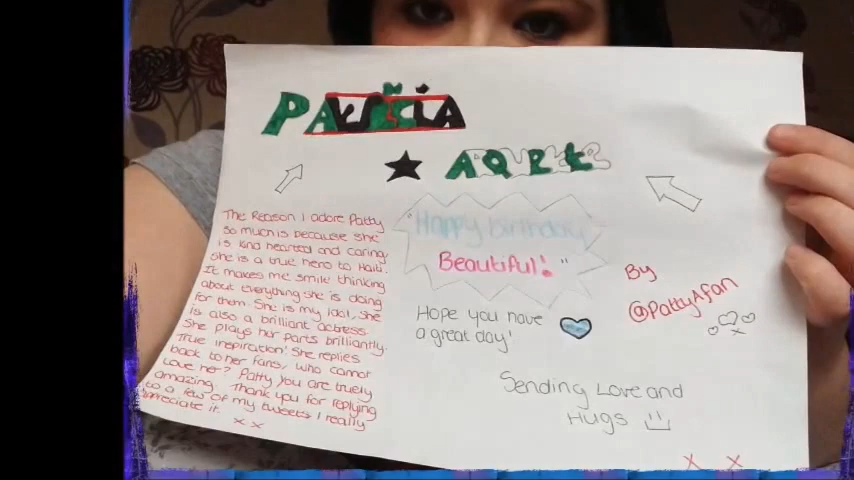 PATRICIA
AQRt
The Reason I adore Patty
so much is because she
is kind hearted and caring,
she is a true hero to Haiti.
It makes me smile thinking
about everything she is doing
for them. She is my idol, she
is also a brilliant actress
She plays her parts brilliantly.
True inspiration! She replies
back to her fans, who cannot
Love her? Patty you are truely
amazing. Thank you for replying
to a few of my tweets I really
appreciate it.
x x
"Happy birthday
Beautiful!"
Hope you have
a great day!
By
@PattyAfan
x
Sending Love and
Hugs
x x